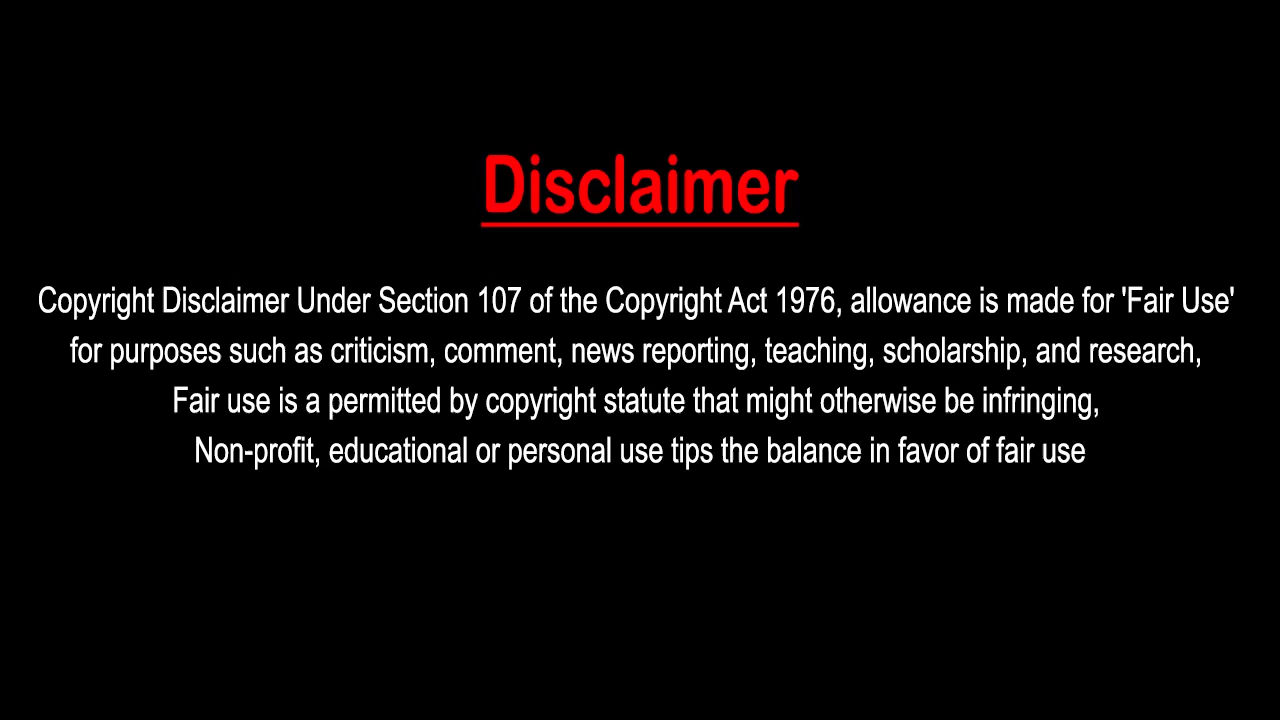 Disclaimer
Copyright Disclaimer Under Section 107 of the Copyright Act 1976, allowance is made for 'Fair Use'
for purposes such as criticism, comment, news reporting, teaching, scholarship, and research,
Fair use is a permitted by copyright statute that might otherwise be infringing,
Non-profit, educational or personal use tips the balance in favor of fair use